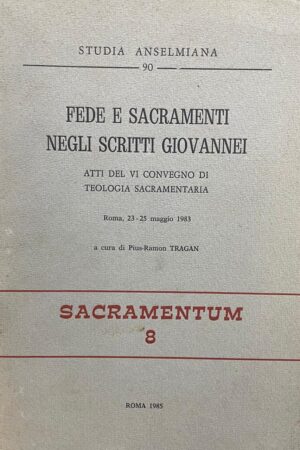 STUDIA ANSELMIANA
90
FEDE E SACRAMENTI
NEGLI SCRITTI GIOVANNEI
ATTI DEL VI CONVEGNO DI
TEOLOGIA SACRAMENTARIA
Roma, 23-25 maggio 1983
a cura di Pius-Ramon TRAGAN
SACRAMENTUM
8
ROMA 1985